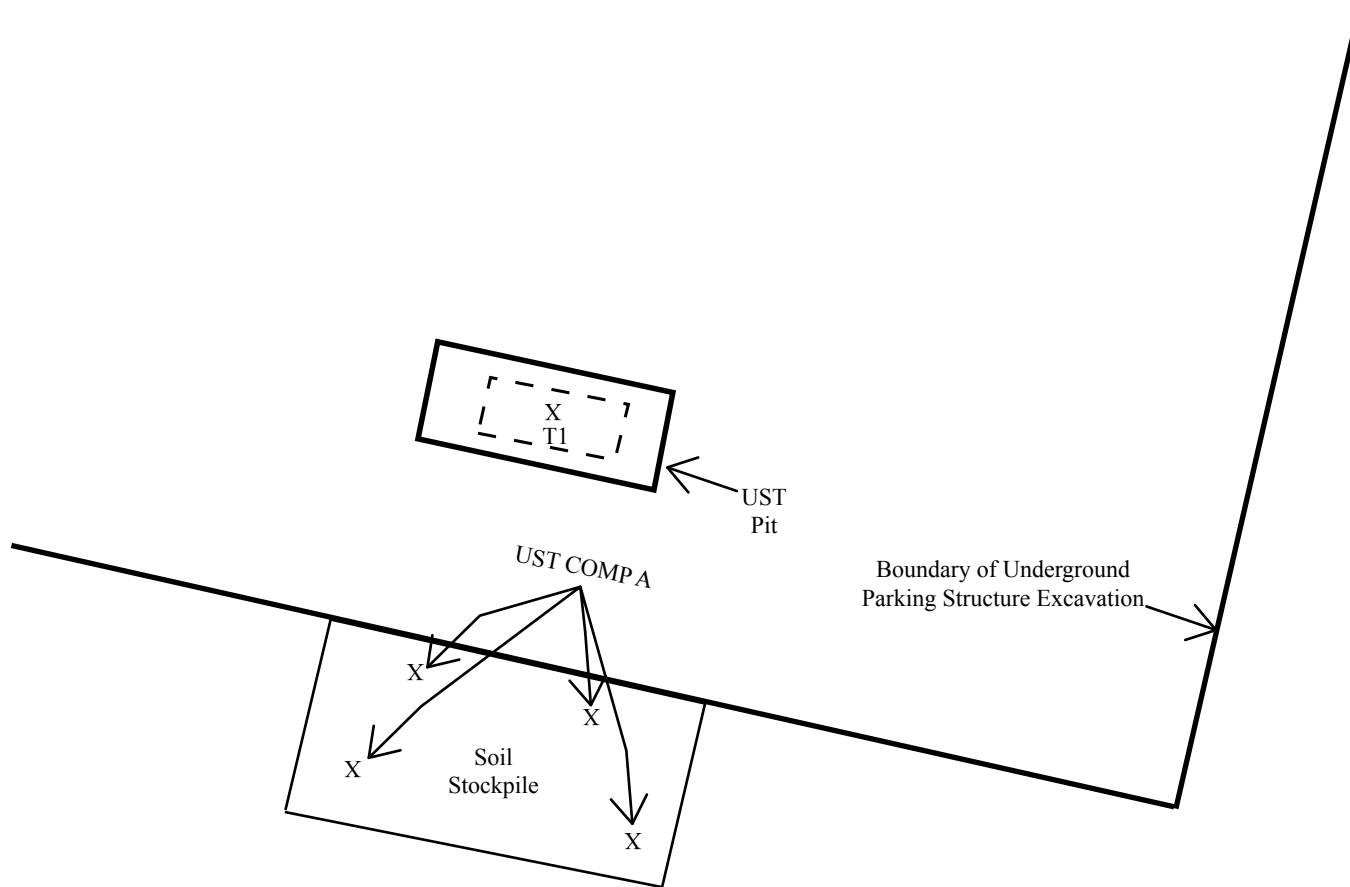 X
T1
UST
Pit
UST COMP A
Boundary of Underground
Parking Structure Excavation
X
X
X
Soil
Stockpile
X